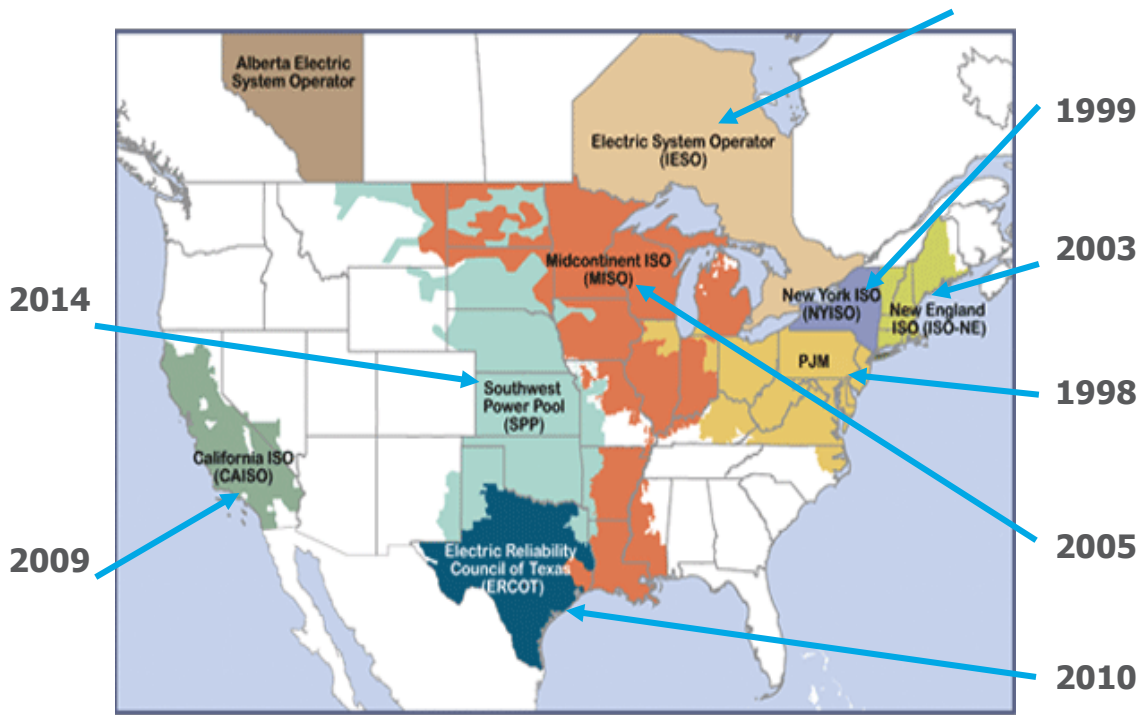 Alberta Electric
System Operator
Electric System Operator
(IESO)
1999
2003
Midcontinent ISO
(MISO)
New York ISO
(NYISO)
New England
ISO (ISO-NE)
2014
PJM
1998
Southwest
Power Pool
(SPP)
California ISO
(CAISO)
2005
2009
Electric Reliability
Council of Texas
(ERCOT)
2010